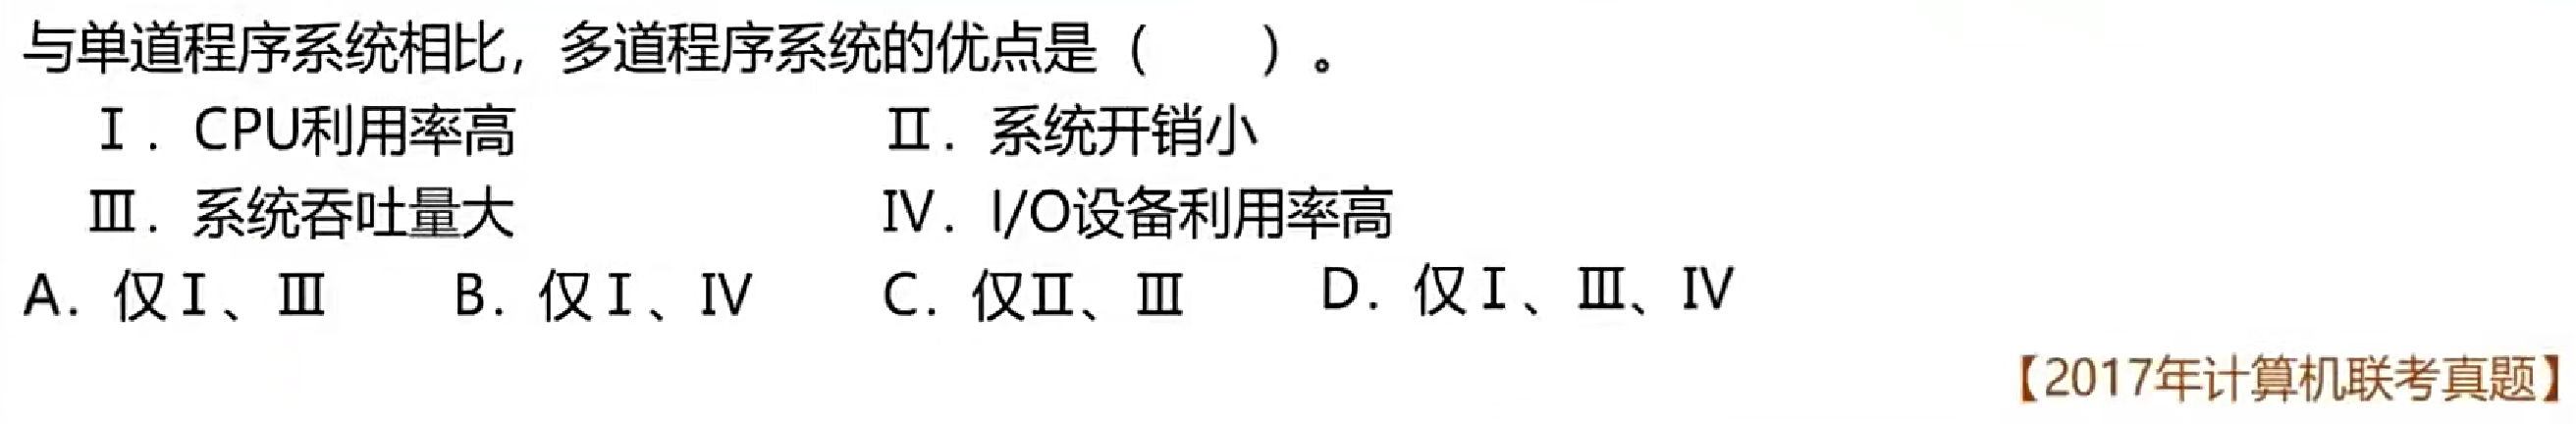 与单道程序系统相比，多道程序系统的优点是（　　）。
Ⅰ．CPU利用率高　　Ⅱ．系统开销小
Ⅲ．系统吞吐量大　　Ⅳ．I/O设备利用率高
A．仅Ⅰ、Ⅲ　　B．仅Ⅰ、Ⅳ　　C．仅Ⅱ、Ⅲ　　D．仅Ⅰ、Ⅲ、Ⅳ
【2017年计算机联考真题】